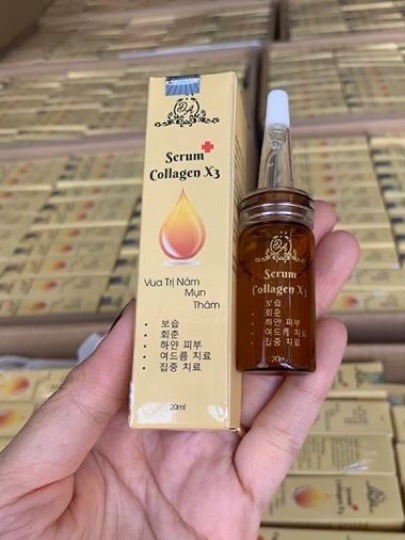 DA
Serum
Collagen X3
Vua Trị Nám
Mụn
Thâm
• 보습
• 회춘
• 하얀 피부
• 여드름 치료
• 집중 치료
20ml
DA
Serum
Collagen X3
보습
• 회춘
• 하얀 피부
• 여드름 치료
• 집중 치료